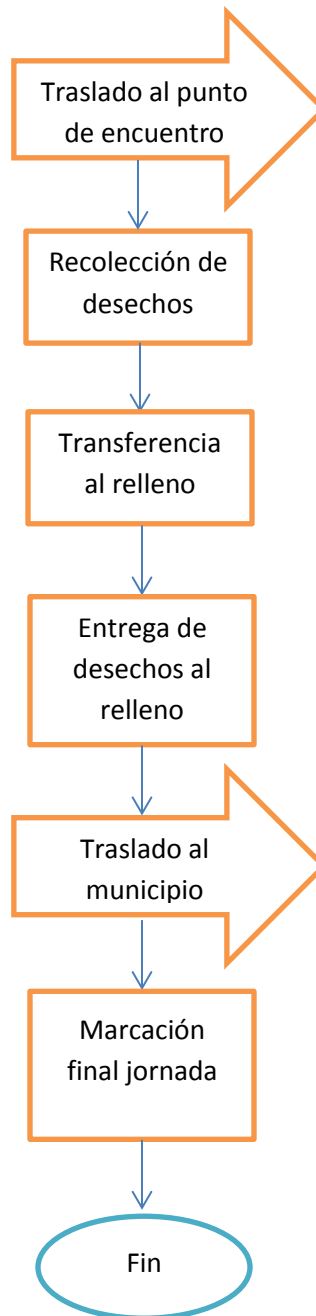 Traslado al punto
de encuentro
Recolección de
desechos
Transferencia
al relleno
Entrega de
desechos al
relleno
Traslado al
municipio
Marcación
final jornada
Fin